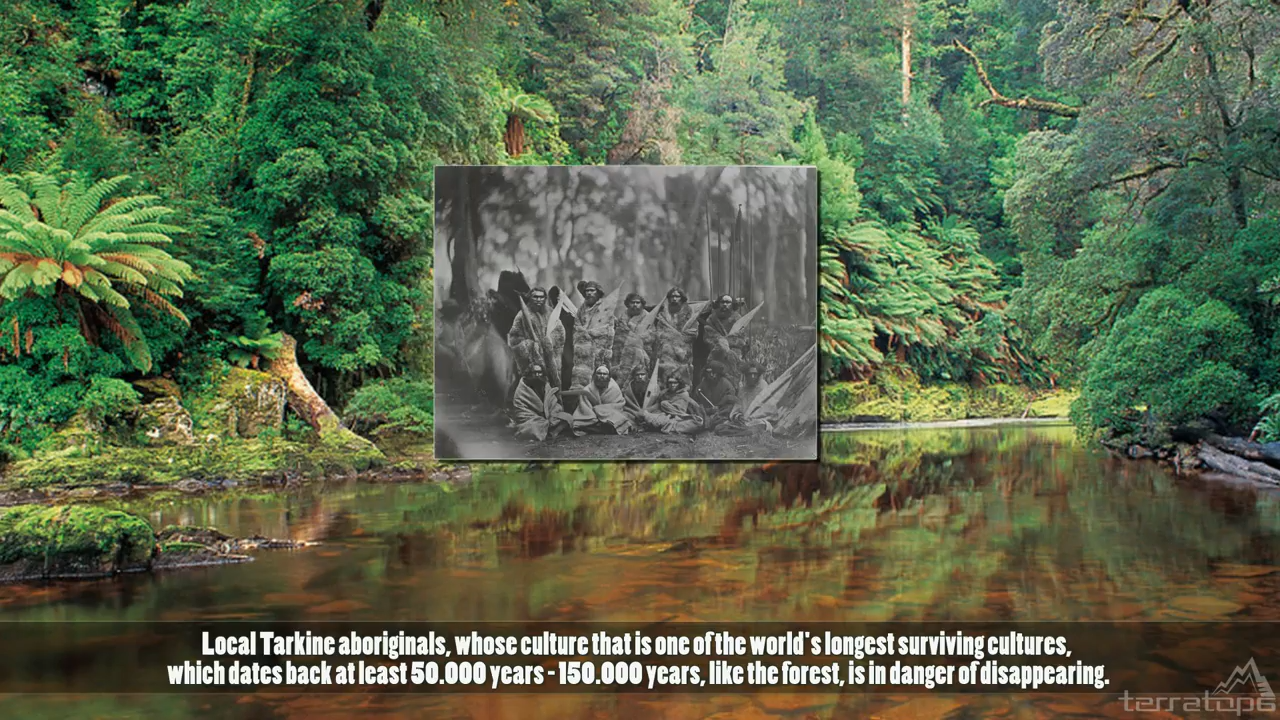 Local Tarkine aboriginals, whose culture that is one of the world's longest surviving cultures,
which dates back at least 50.000 years - 150.000 years, like the forest, is in danger of disappearing.
terratopo